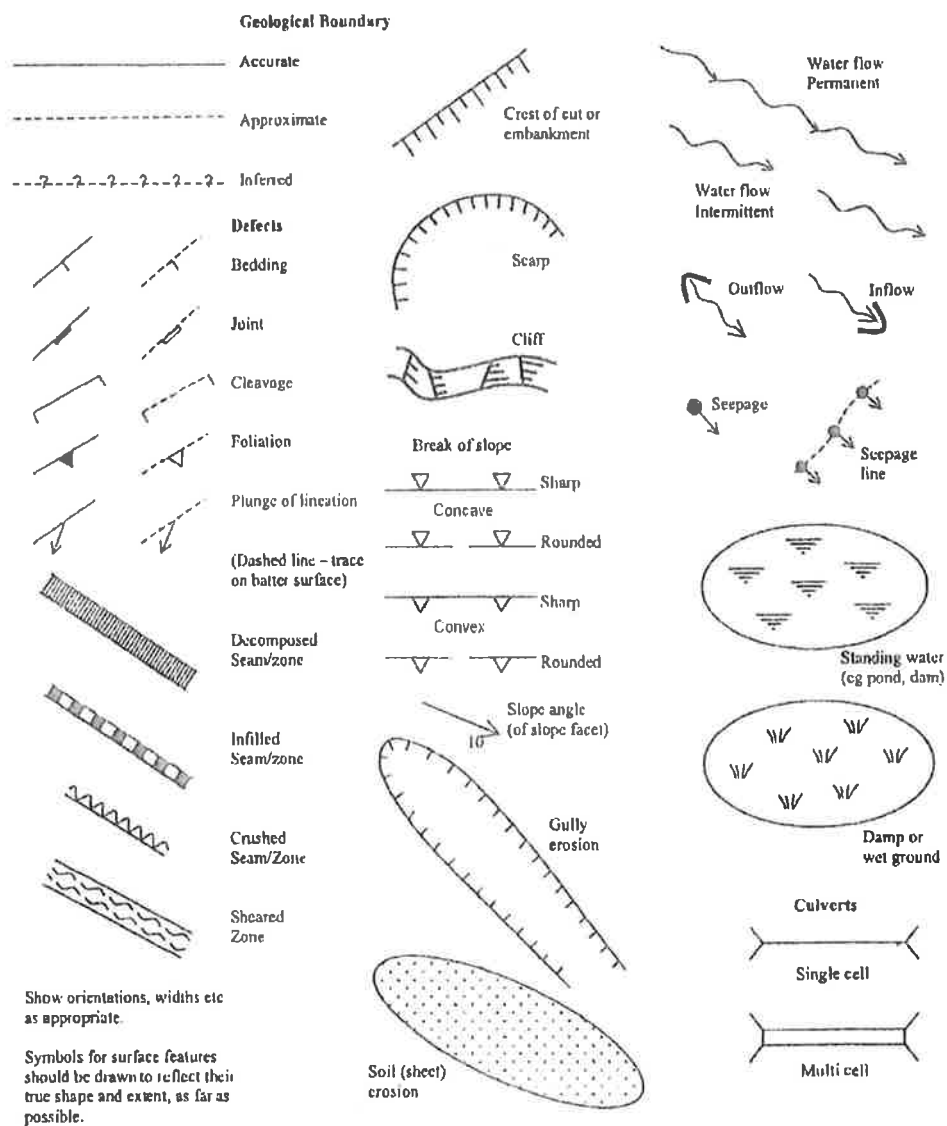 Geological Boundary
Accurate
Approximate
Inferred
Defects
Bedding
Joint
Cleavage
Foliation
Plunge of lineation
(Dashed line – trace
on batter surface)
Decomposed
Seam/zone
Infilled
Seam/zone
Crushed
Seam/Zone
Sheared
Zone
Show orientations, widths etc
as appropriate.
Symbols for surface features
should be drawn to reflect their
true shape and extent, as far as
possible.
Crest of cut or
embankment
Scarp
Cliff
Break of slope
Sharp
Concave
Rounded
Sharp
Convex
Rounded
10
Slope angle
(of slope facet)
Gully
erosion
Soil (sheet)
erosion
Water flow
Permanent
Water flow
Intermittent
Outflow
Inflow
Seepage
Seepage
line
Standing water
(eg pond, dam)
Damp or
wet ground
Culverts
Single cell
Multi cell